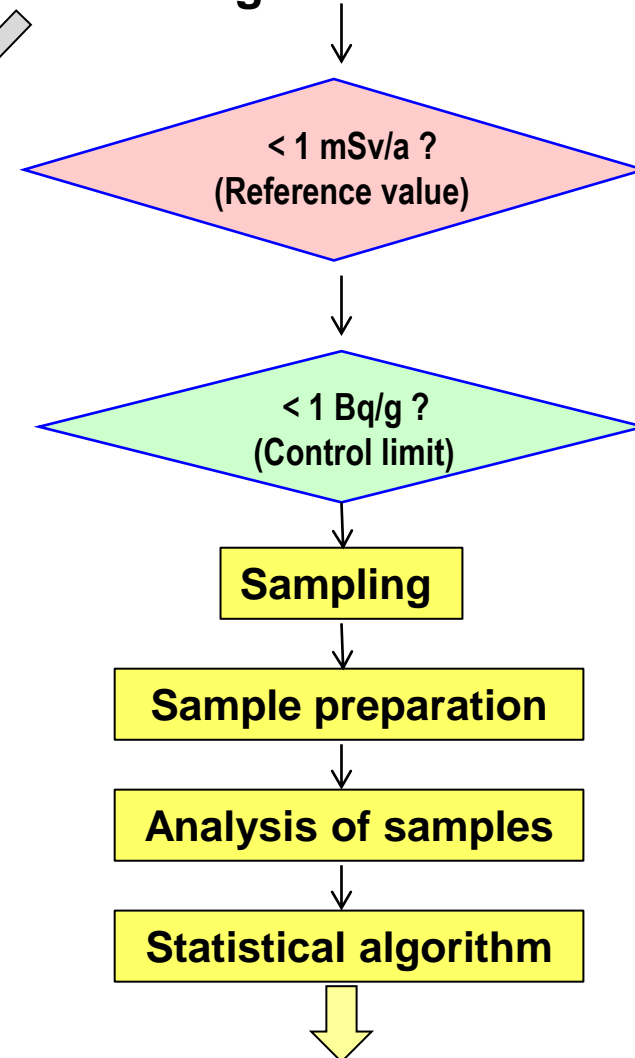 < 1 mSv/a ?
(Reference value)
< 1 Bq/g ?
(Control limit)
Sampling
Sample preparation
Analysis of samples
Statistical algorithm